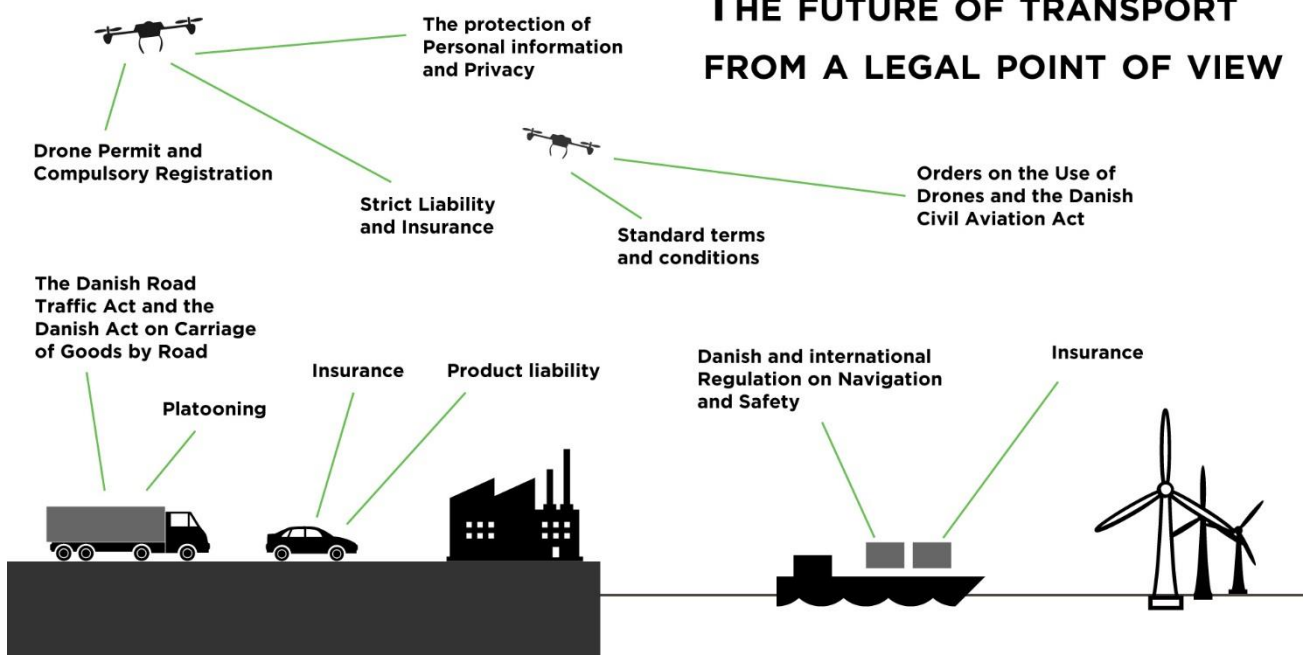 THE FUTURE OF TRANSPORT
FROM A LEGAL POINT OF VIEW
The protection of
Personal information
and Privacy
Drone Permit and
Compulsory Registration
Strict Liability
and Insurance
Standard terms
and conditions
Orders on the Use of
Drones and the Danish
Civil Aviation Act
The Danish Road
Traffic Act and the
Danish Act on Carriage
of Goods by Road
Platooning
Insurance
Product liability
Danish and international
Regulation on Navigation
and Safety
Insurance